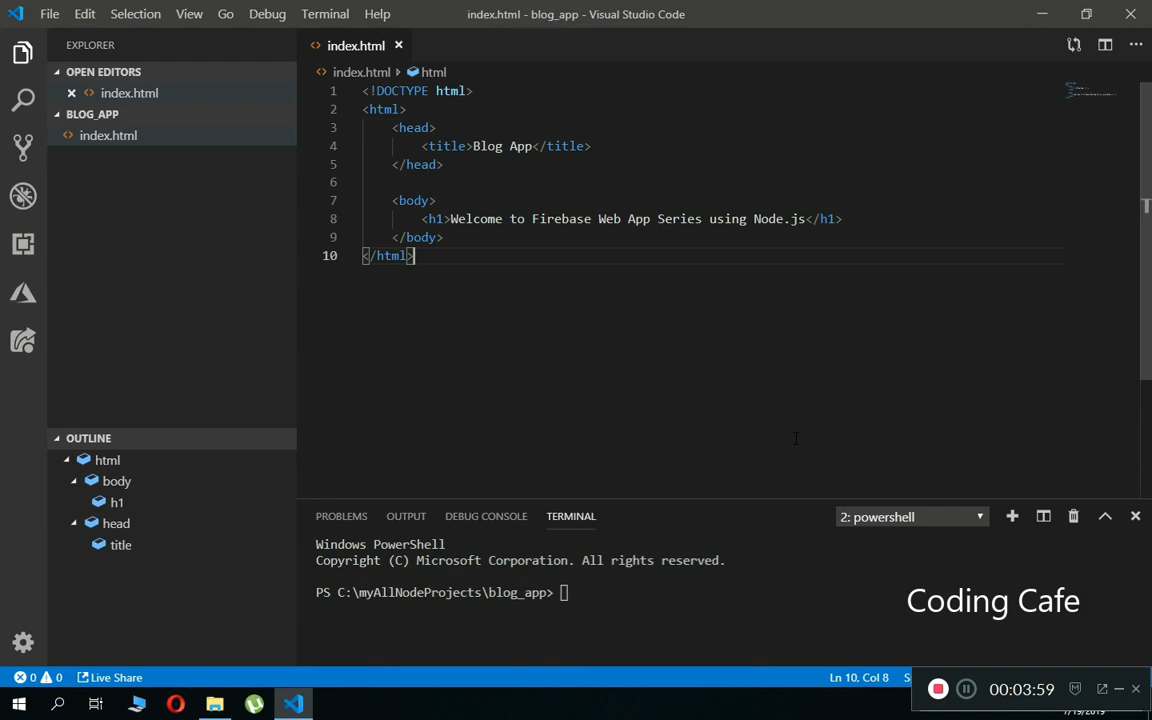 File Edit Selection View Go Debug Terminal Help
index.html - blog_app - Visual Studio Code
EXPLORER
OPEN EDITORS
index.html
BLOG_APP
index.html
OUTLINE
html
body
h1
head
title
index.html
index.html html
1 <!DOCTYPE html>
2 <html>
3 <head>
4 <title>Blog App</title>
5 </head>
6
7 <body>
8 <h1>Welcome to Firebase Web App Series using Node.js</h1>
9 </body>
10 </html>
PROBLEMS OUTPUT DEBUG CONSOLE TERMINAL
2: powershell
Windows PowerShell
Copyright (C) Microsoft Corporation. All rights reserved.
PS C:\myAllNodeProjects\blog_app>
Coding Cafe
0 0 Live Share
Ln 10, Col 8
00:03:59